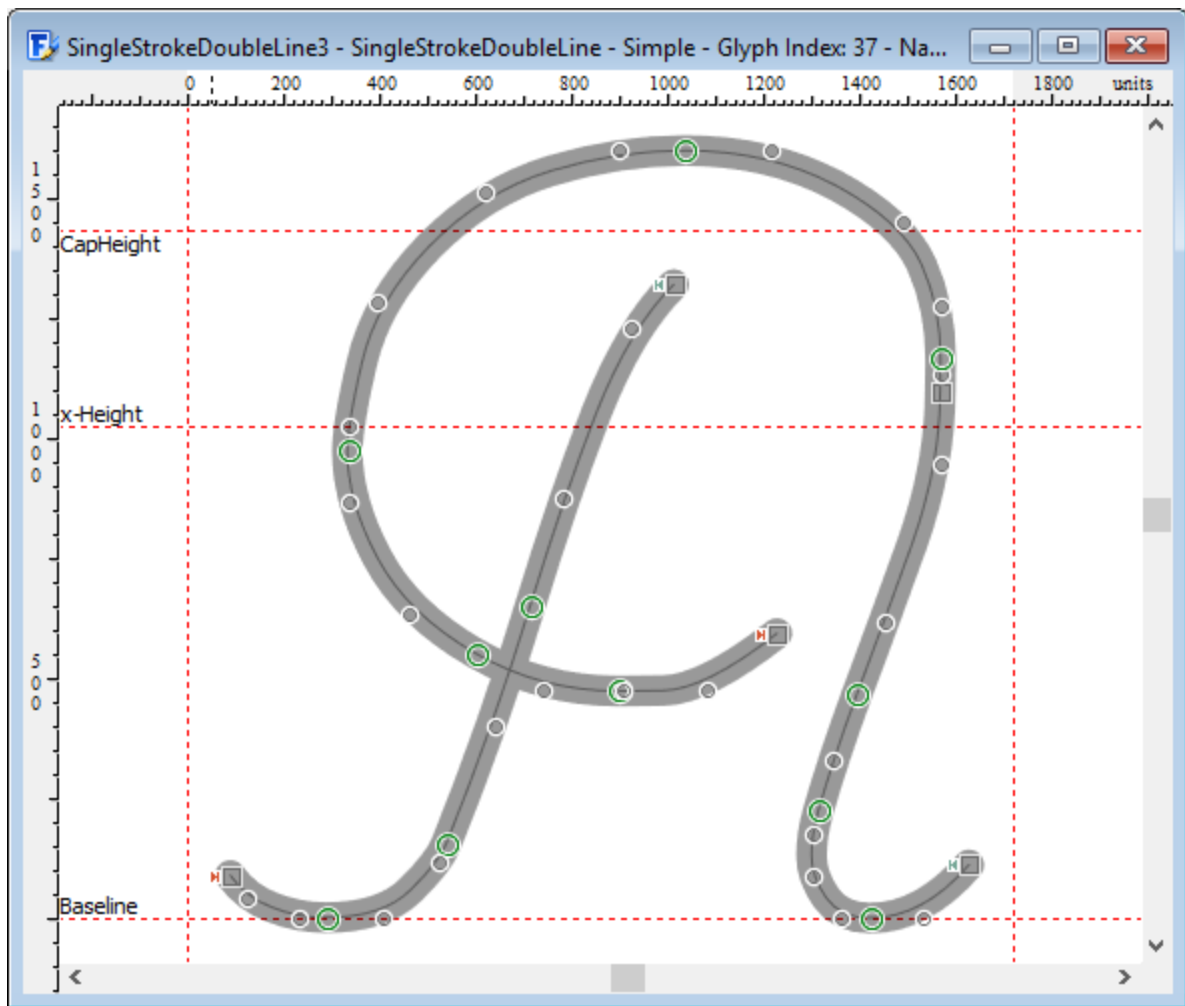 SingleStrokeDoubleLine3 - SingleStrokeDoubleLine - Simple - Glyph Index: 37 - Na...
0 200 400 600 800 1000 1200 1400 1600 1800 units
1500
CapHeight
1000
x-Height
500
Baseline